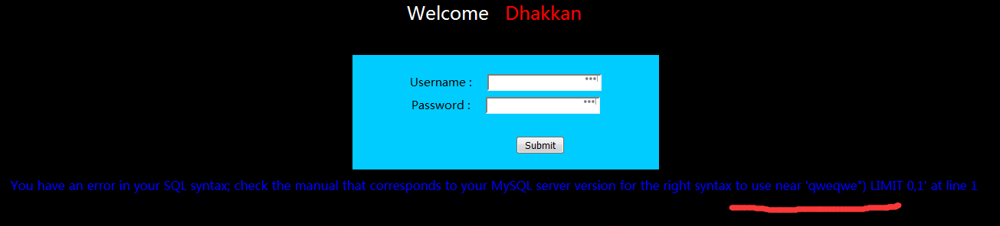 Welcome Dhakkan
Username :
Password :
Submit
You have an error in your SQL syntax; check the manual that corresponds to your MySQL server version for the right syntax to use near 'qweqwe") LIMIT 0,1' at line 1